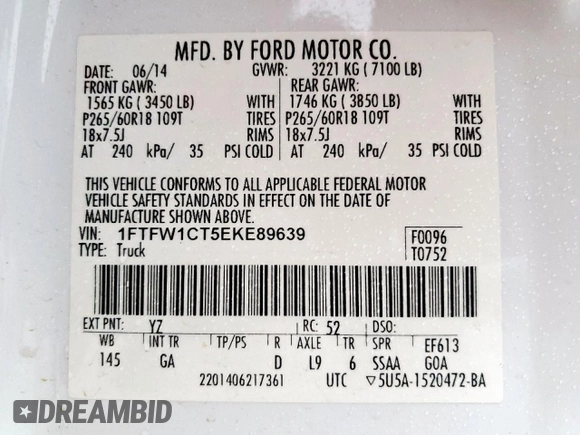 MFD. BY FORD MOTOR CO.
DATE: 06/14 GVWR: 3221 KG ( 7100 LB)
FRONT GAWR: REAR GAWR:
1565 KG ( 3450 LB) WITH 1746 KG ( 3850 LB) WITH
P265/60R18 109T TIRES P265/60R18 109T TIRES
18x7.5J RIMS 18x7.5J RIMS
AT 240 kPa/ 35 PSI COLD AT 240 kPa/ 35 PSI COLD
THIS VEHICLE CONFORMS TO ALL APPLICABLE FEDERAL MOTOR
VEHICLE SAFETY STANDARDS IN EFFECT ON THE DATE OF
MANUFACTURE SHOWN ABOVE.
VIN: 1FTFW1CT5EKE89639 F0096
TYPE: Truck T0752
EXT PNT: YZ RC: 52 DSO:
WB INT TR TP/PS R AXLE TR SPR EF613
145 GA D L9 6 SSAA GOA
2201406217361 UTC ▽5U5A-1520472-BA
DREAMBID